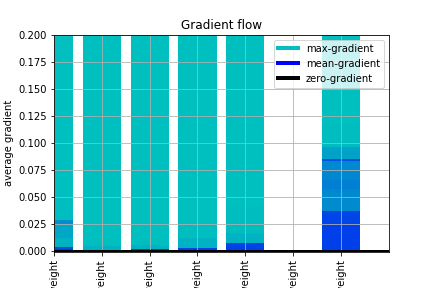 Gradient flow
max-gradient
mean-gradient
zero-gradient
average gradient
0.200
0.175
0.150
0.125
0.100
0.075
0.050
0.025
0.000
eight
eight
eight
eight
eight
eight
eight